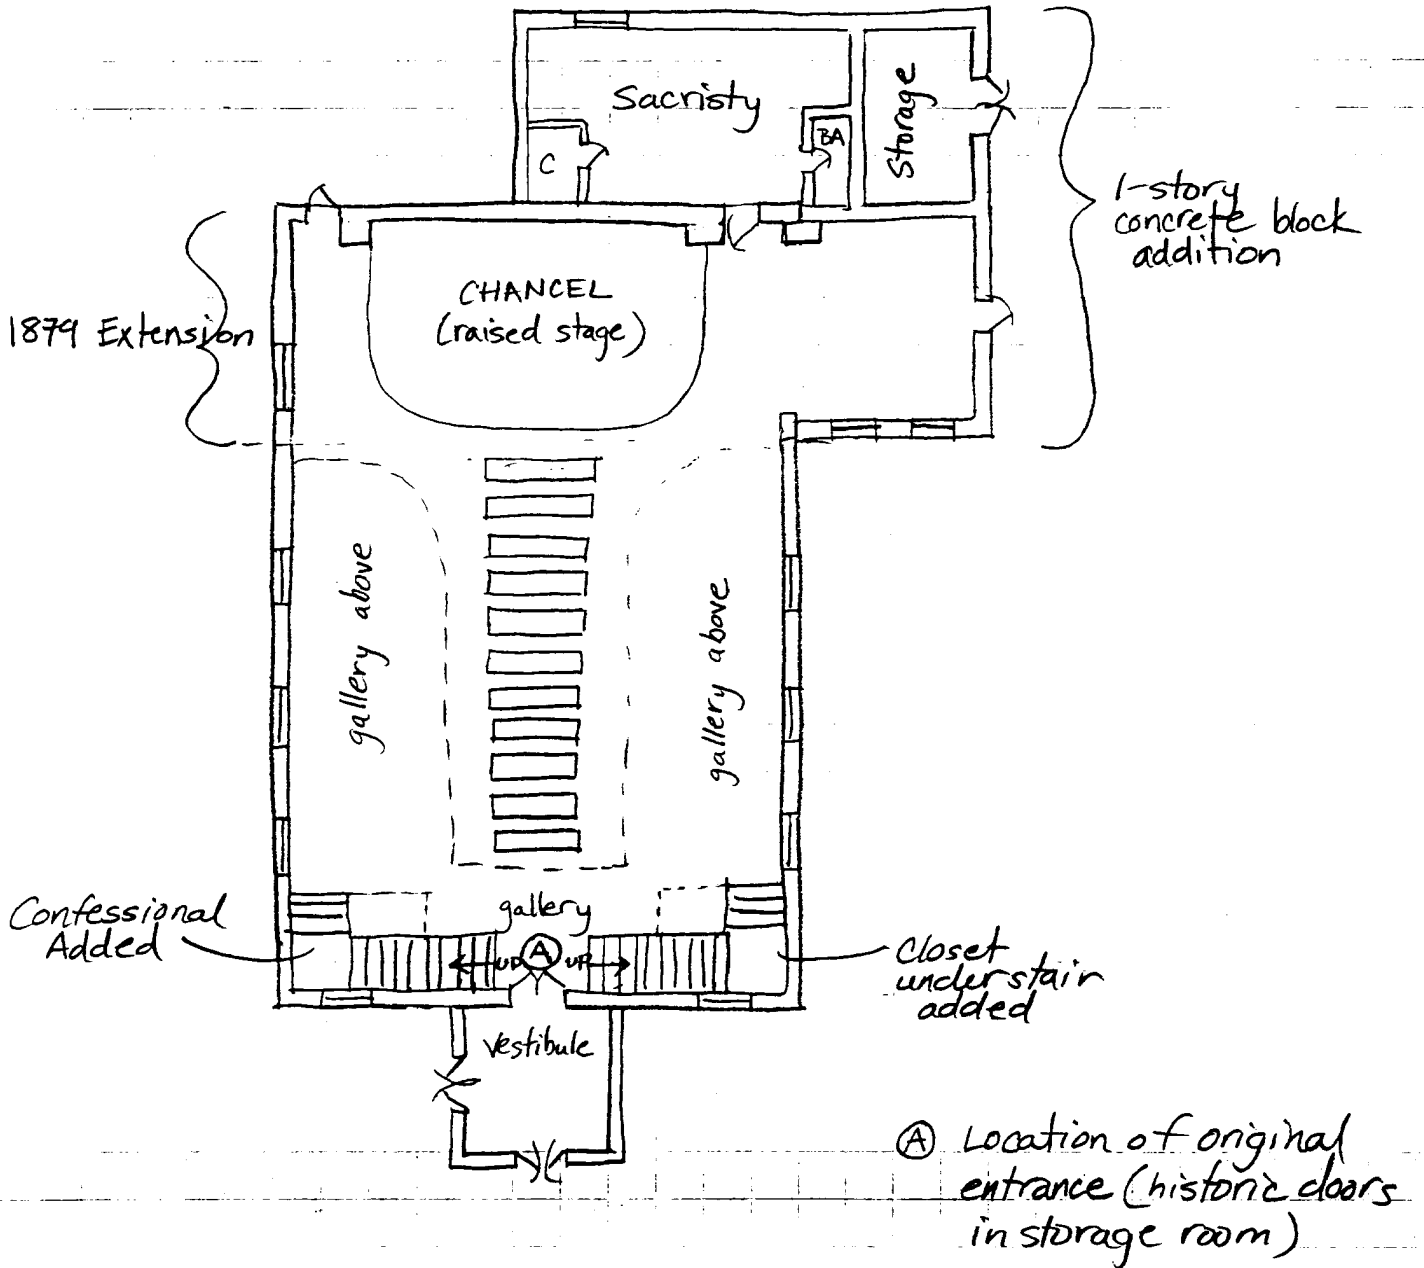 Sacristy
Storage
BA
C
1-story
concrete block
addition
CHANCEL
(raised stage)
1879 Extension
gallery above
gallery above
gallery
Confessional
Added
UP
A
UP
Closet
understair
added
Vestibule
A Location of original
entrance (historic doors
in storage room)